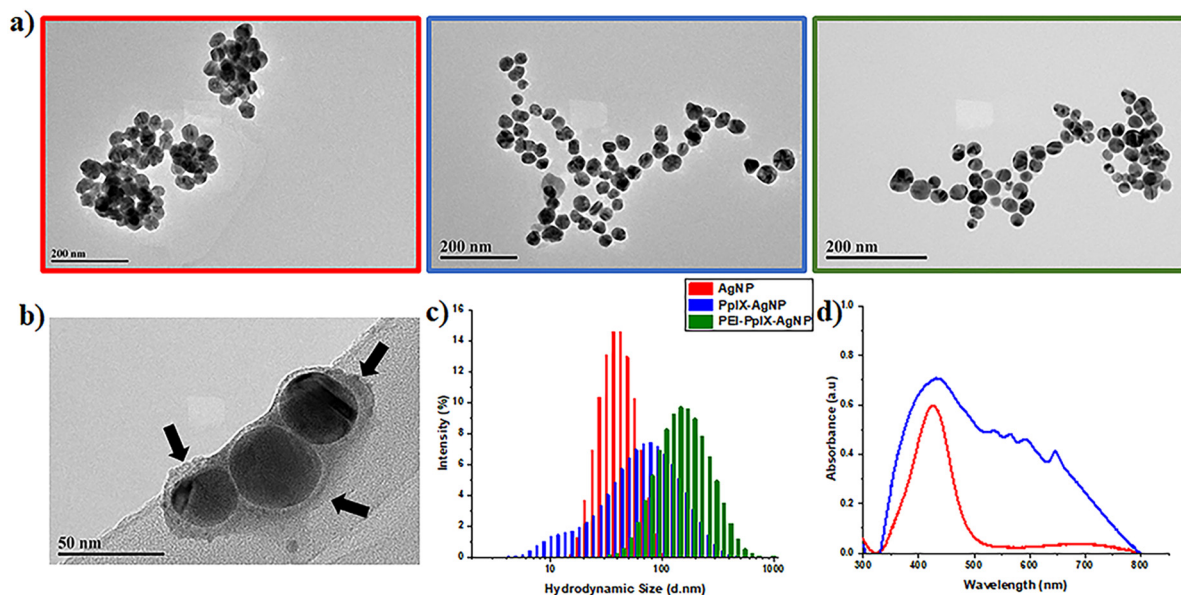 a)
200 nm
200 nm
200 nm
b)
50 nm
c)
AgNP
PpIX-AgNP
PEI-PpIX-AgNP
16
14
12
10
8
6
4
2
0
Intensity (%)
10
100
1000
Hydrodynamic Size (d.nm)
d)
1.0
0.8
0.6
0.4
0.2
0.0
Absorbance (a.u)
300
400
500
600
700
800
Wavelength (nm)